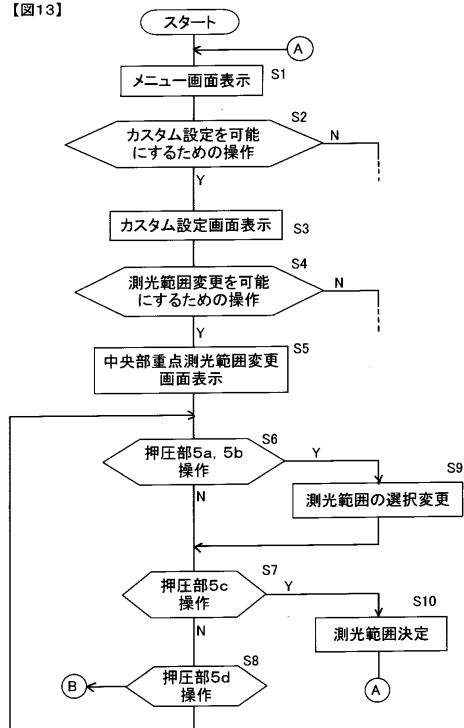 【図13】
スタート
A
メニュー画面表示
S1
S2
カスタム設定を可能
にするための操作
N
Y
カスタム設定画面表示
S3
S4
測光範囲変更を可能
にするための操作
N
Y
S5
中央部重点測光範囲変更
画面表示
S6
押圧部5a, 5b
操作
Y
N
S9
測光範囲の選択変更
S7
押圧部5c
操作
Y
N
S10
測光範囲決定
A
S8
押圧部5d
操作
B